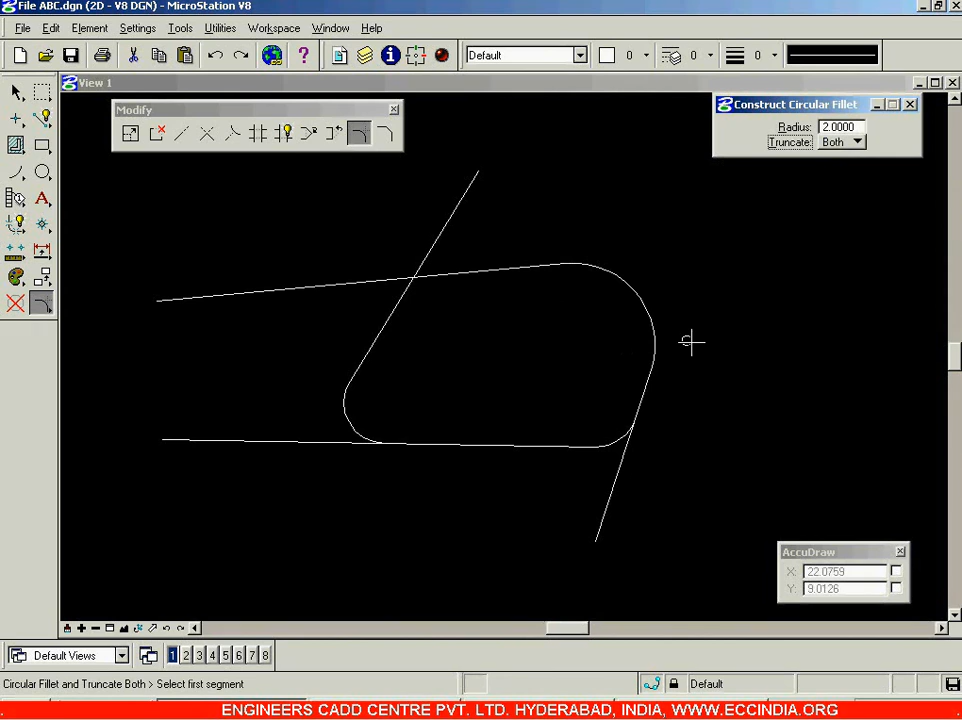 File ABC.dgn (2D - V8 DGN) - MicroStation V8
File Edit Element Settings Tools Utilities Workspace Window Help
Default 0 0 0
View 1
Modify
Construct Circular Fillet
Radius: 2.0000
Truncate: Both
AccuDraw
X: 22.0759
Y: 9.0126
Default Views 1 2 3 4 5 6 7 8
Circular Fillet and Truncate Both > Select first segment Default
ENGINEERS CADD CENTRE PVT. LTD. HYDERABAD, INDIA, WWW.ECCINDIA.ORG